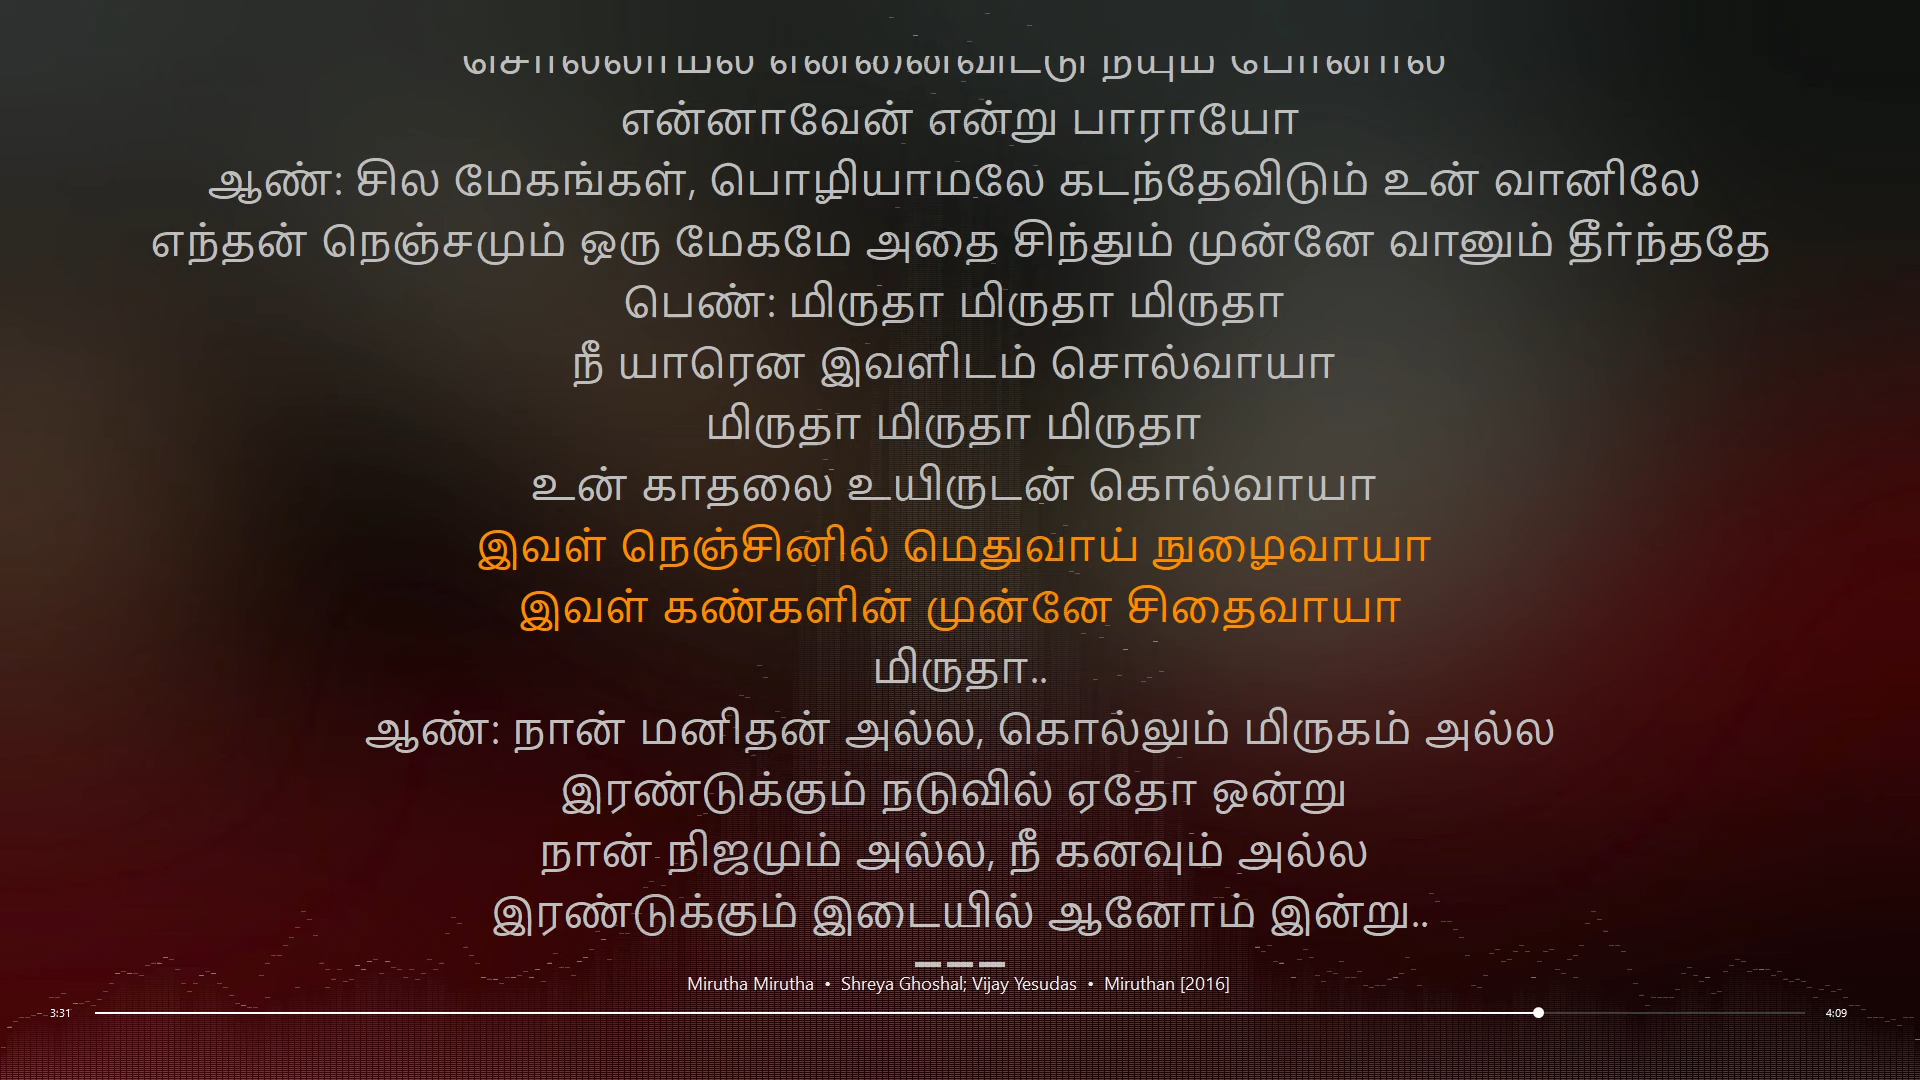 சொல்லாமல் என்னைவிட்டு நீயும் போனால்
என்னாவேன் என்று பாராயோ
ஆண்: சில மேகங்கள், பொழியாமலே கடந்தேவிடும் உன் வானிலே
எந்தன் நெஞ்சமும் ஒரு மேகமே அதை சிந்தும் முன்னே வானும் தீர்ந்ததே
பெண்: மிருதா மிருதா மிருதா
நீ யாரென இவளிடம் சொல்வாயா
மிருதா மிருதா மிருதா
உன் காதலை உயிருடன் கொல்வாயா
இவள் நெஞ்சினில் மெதுவாய் நுழைவாயா
இவள் கண்களின் முன்னே சிதைவாயா
மிருதா..
ஆண்: நான் மனிதன் அல்ல, கொல்லும் மிருகம் அல்ல
இரண்டுக்கும் நடுவில் ஏதோ ஒன்று
நான் நிஜமும் அல்ல, நீ கனவும் அல்ல
இரண்டுக்கும் இடையில் ஆனோம் இன்று..
Mirutha Mirutha • Shreya Ghoshal; Vijay Yesudas • Miruthan [2016]
3:31 4:09